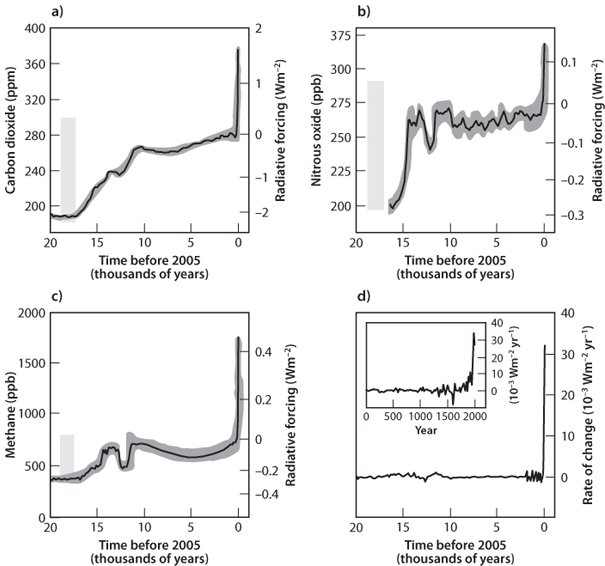 a)
400
360
320
280
240
200
Carbon dioxide (ppm)
2
1
0
−1
−2
Radiative forcing (Wm⁻²)
20 15 10 5 0
Time before 2005
(thousands of years)
b)
375
350
300
275
250
225
200
Nitrous oxide (ppb)
0.1
0
−0.1
−0.2
−0.3
Radiative forcing (Wm⁻²)
20 15 10 5 0
Time before 2005
(thousands of years)
c)
2000
1500
1000
500
0
Methane (ppb)
0.4
0.2
0
−0.2
−0.4
Radiative forcing (Wm⁻²)
20 15 10 5 0
Time before 2005
(thousands of years)
d)
40
30
20
10
0
Rate of change (10⁻³ Wm⁻² yr⁻¹)
40
30
20
10
0
(10⁻³ Wm⁻² yr⁻¹)
0 500 1000 1500 2000
Year
20 15 10 5 0
Time before 2005
(thousands of years)